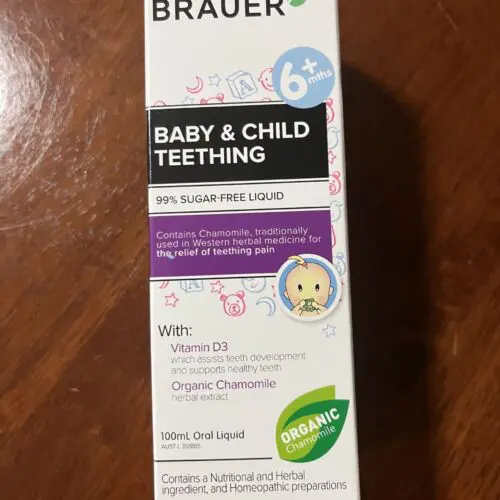 BRAUER
6+
mths
BABY & CHILD
TEETHING
99% SUGAR-FREE LIQUID
Contains Chamomile, traditionally
used in Western herbal medicine for
the relief of teething pain
With:
Vitamin D3
which assists teeth development
and supports healthy teeth
Organic Chamomile
herbal extract
ORGANIC
Chamomile
100mL Oral Liquid
Contains a Nutritional and Herbal
ingredient, and Homeopathic preparations